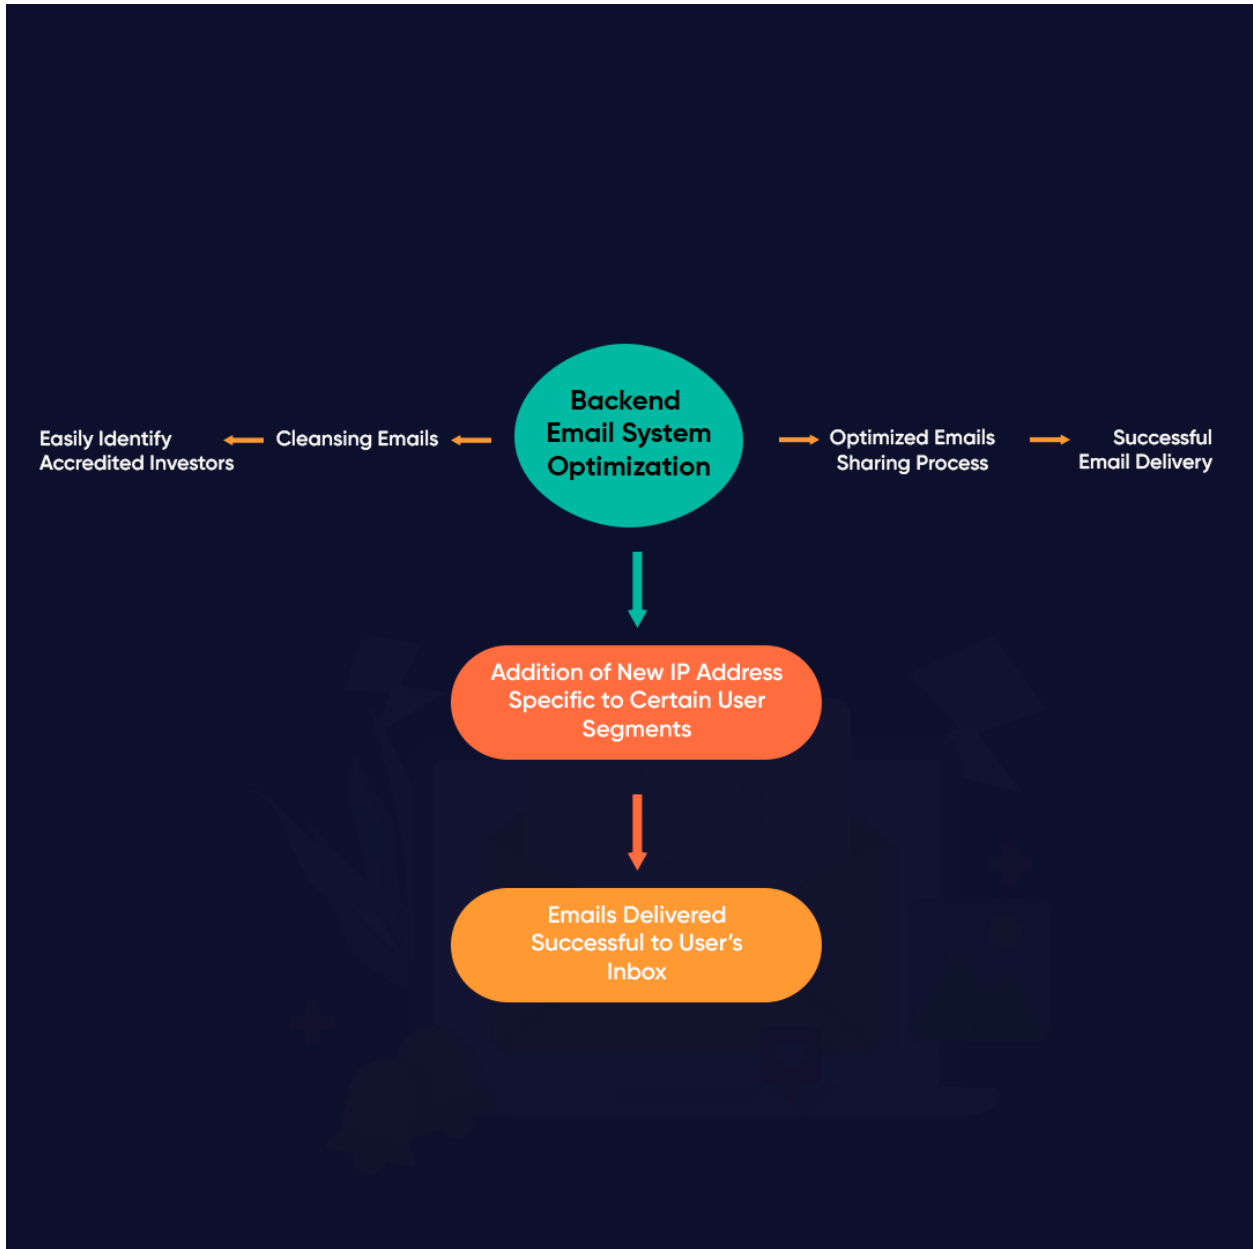 Backend
Email System
Optimization
Easily Identify
Accredited Investors
Cleansing Emails
Optimized Emails
Sharing Process
Successful
Email Delivery
Addition of New IP Address
Specific to Certain User
Segments
Emails Delivered
Successful to User’s
Inbox